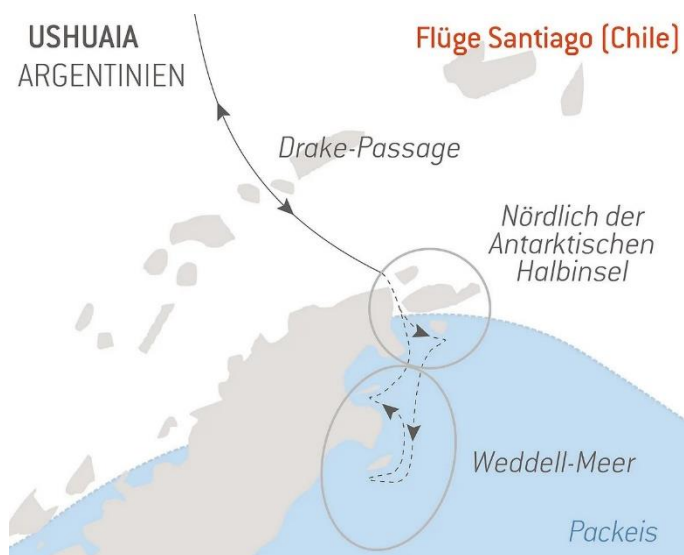 USHUAIA
ARGENTINIEN
Flüge Santiago (Chile)
Drake-Passage
Nördlich der
Antarktischen
Halbinsel
Weddell-Meer
Packeis